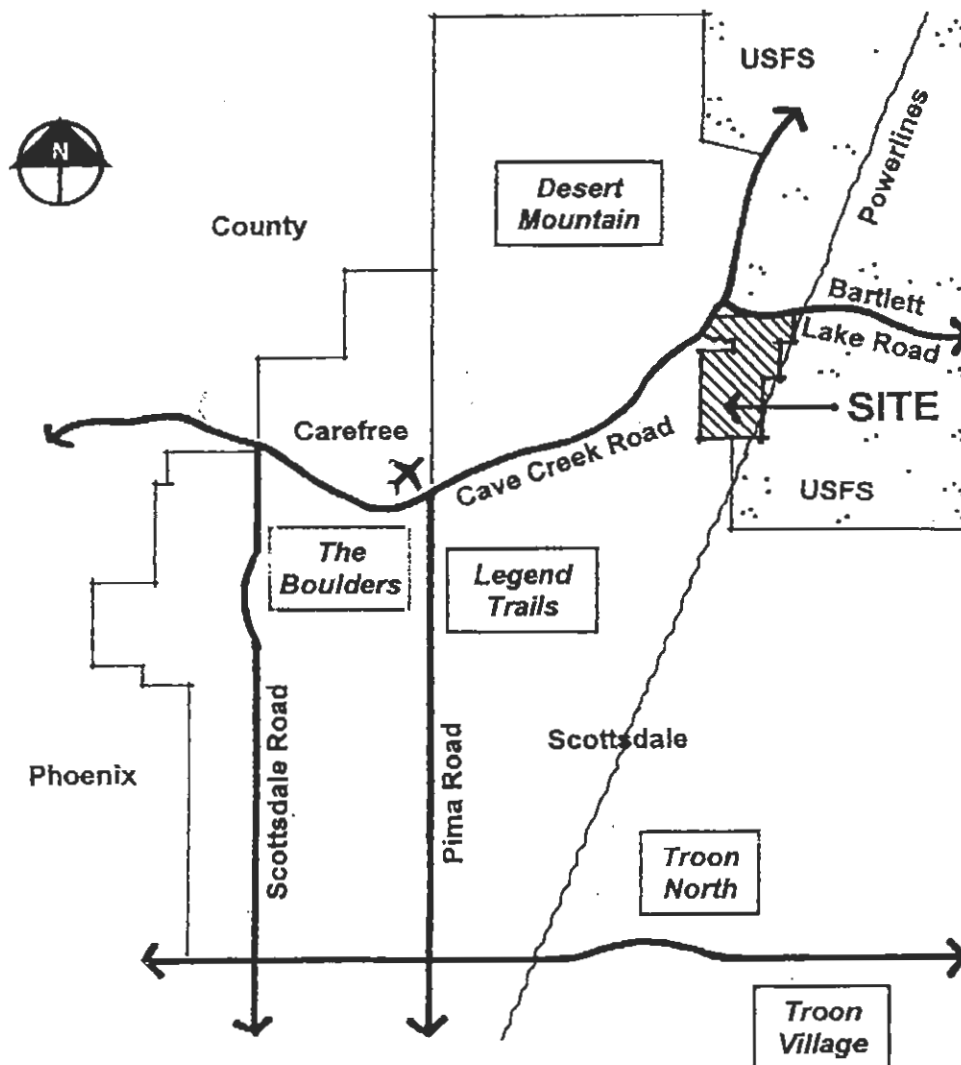 USFS
Powerlines
N
Desert
Mountain
County
Bartlett
Lake Road
SITE
Carefree
Cave Creek Road
USFS
The
Boulders
Legend
Trails
Scottsdale Road
Pima Road
Scottsdale
Phoenix
Troon
North
Troon
Village